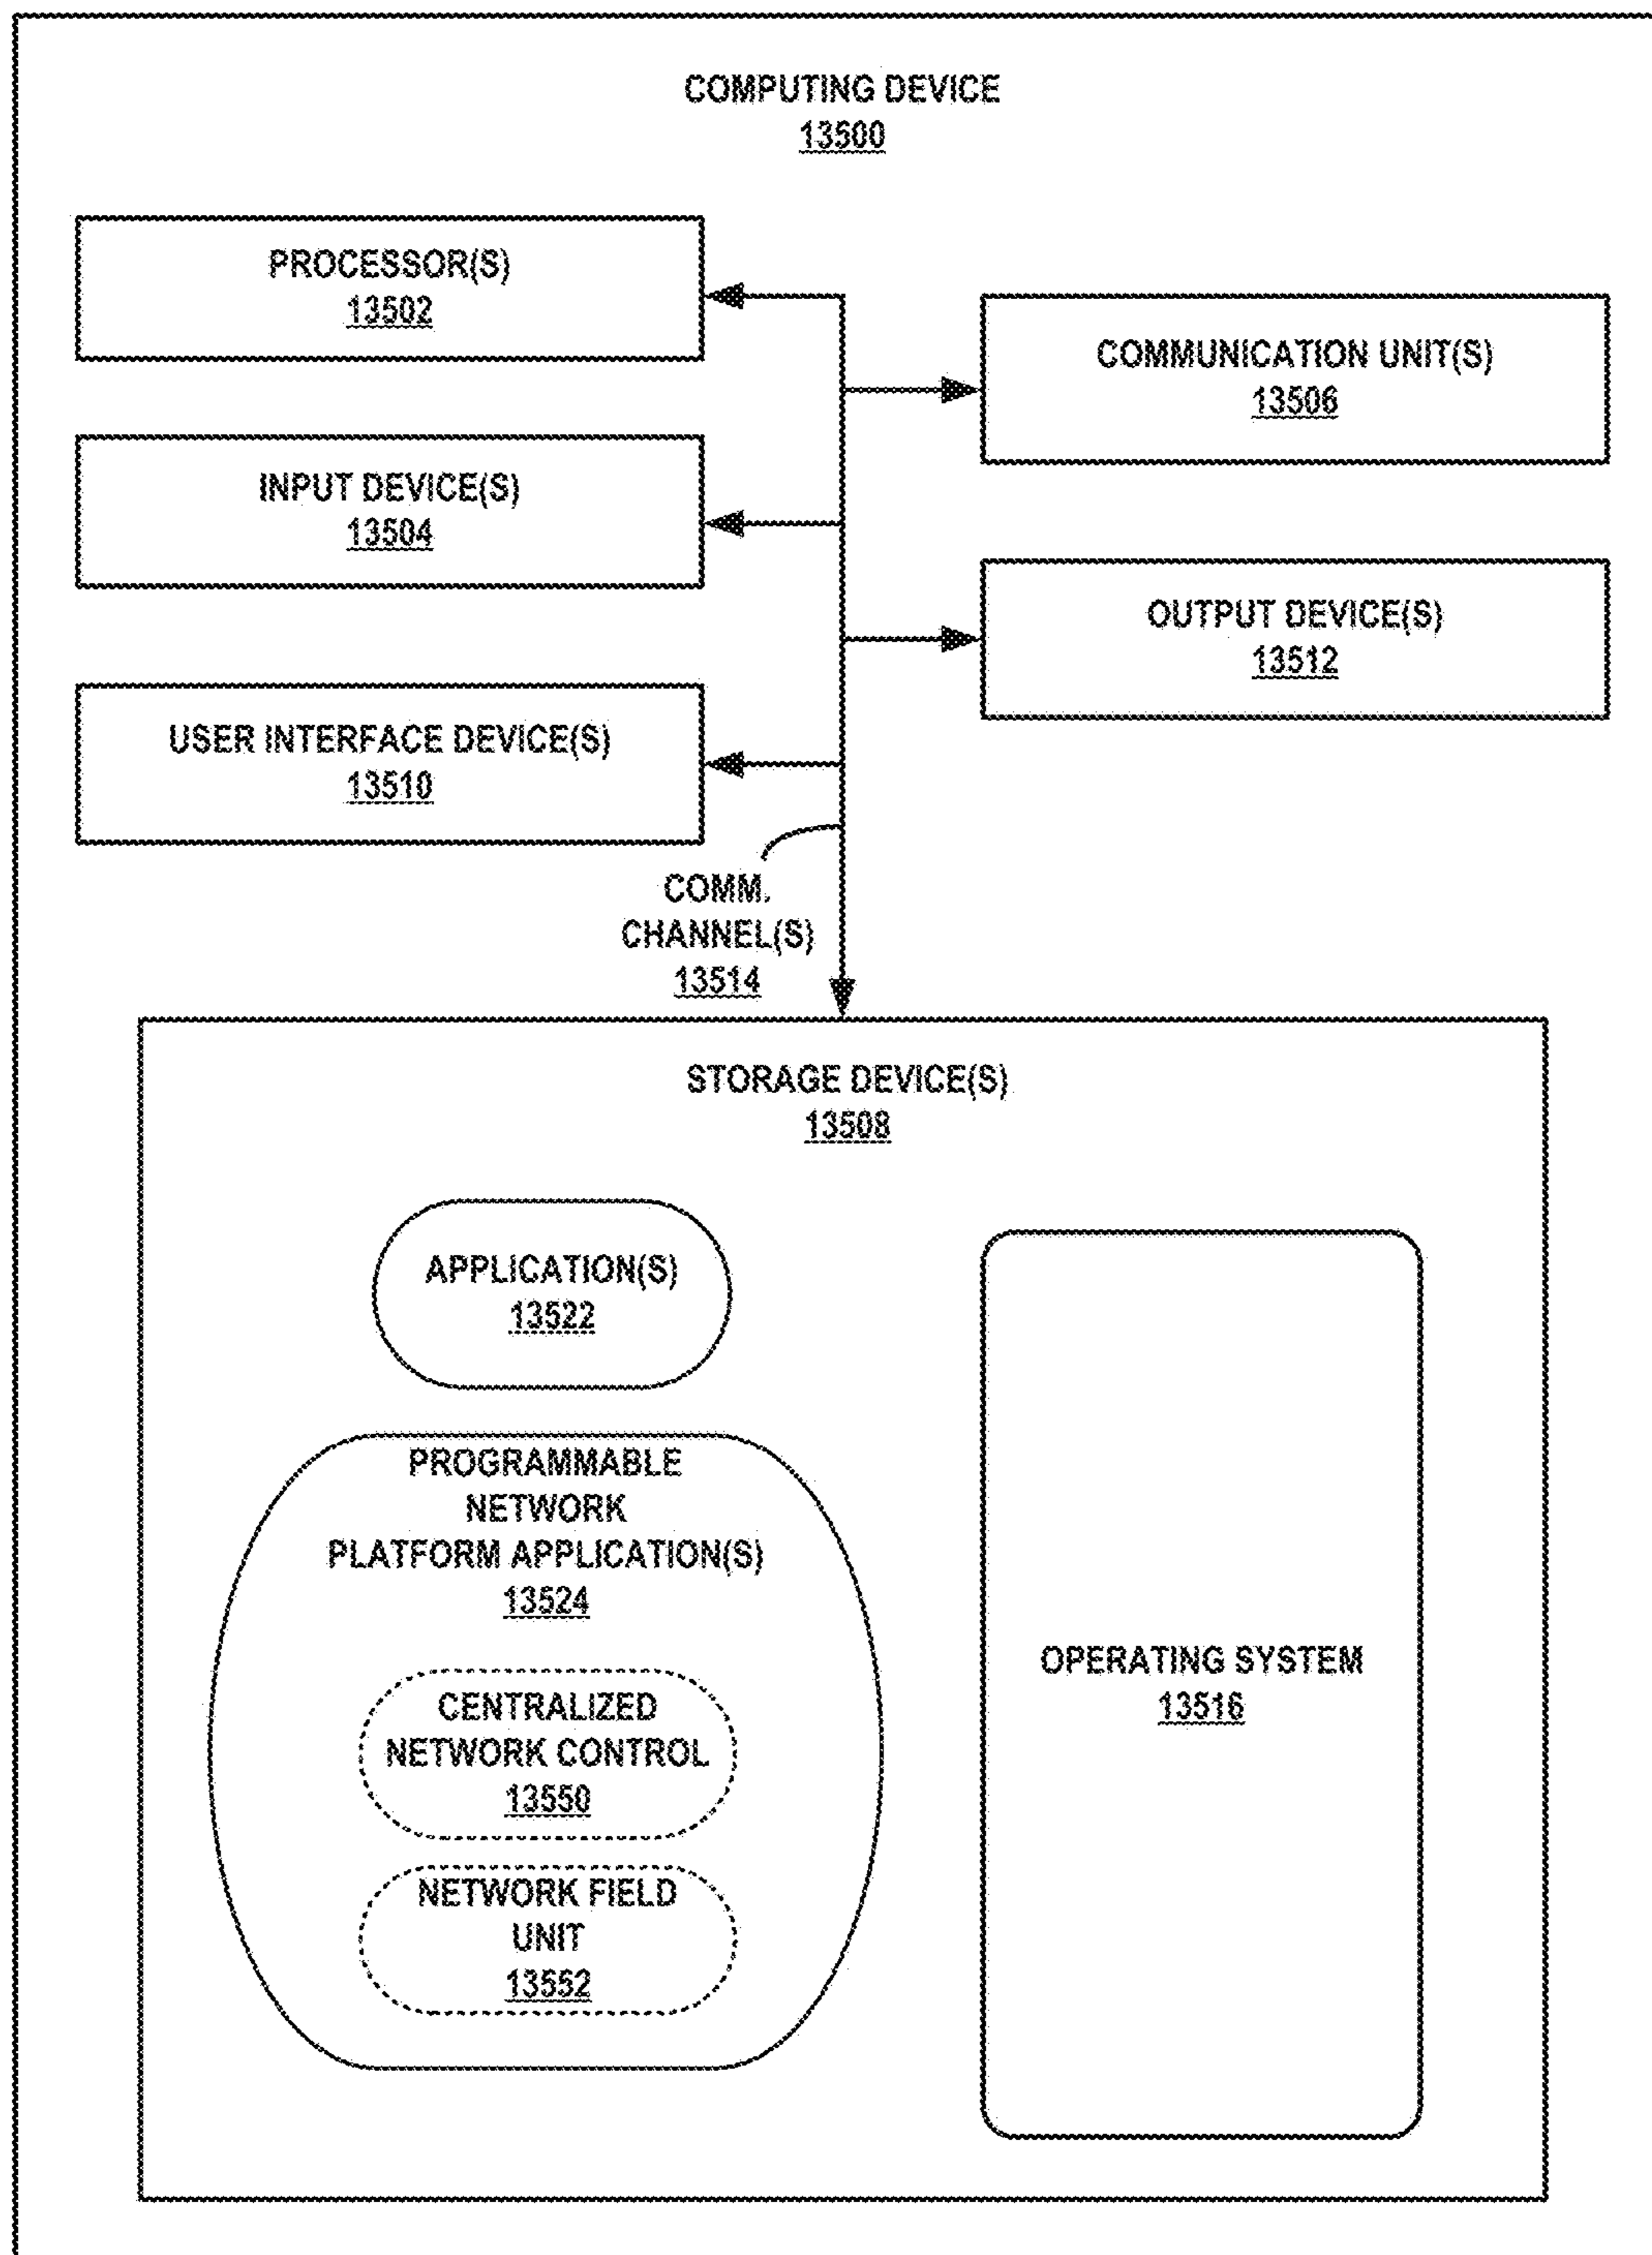 COMPUTING DEVICE
13500
PROCESSOR(S)
13502
COMMUNICATION UNIT(S)
13506
INPUT DEVICE(S)
13504
OUTPUT DEVICE(S)
13512
USER INTERFACE DEVICE(S)
13510
COMM.
CHANNEL(S)
13514
STORAGE DEVICE(S)
13508
APPLICATION(S)
13522
PROGRAMMABLE
NETWORK
PLATFORM APPLICATION(S)
13524
CENTRALIZED
NETWORK CONTROL
13550
NETWORK FIELD
UNIT
13552
OPERATING SYSTEM
13516